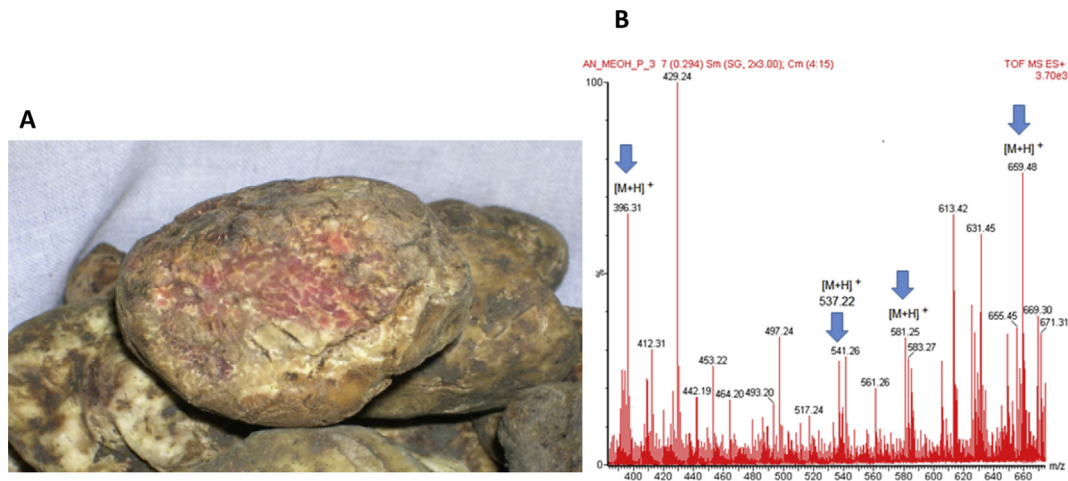 A
B
AN_MEOH_P_3 7 (0.294) Sm (SG, 2x3.00); Cm (4:15)
TOF MS ES+
3.70e3
100
429.24
[M+H]+
659.48
[M+H]+
396.31
613.42
631.45
%
[M+H]+
537.22
[M+H]+
581.25
583.27
541.26
497.24
412.31
453.22
442.19
464.20
493.20
517.24
561.26
655.45
669.30
671.31
0
400 420 440 460 480 500 520 540 560 580 600 620 640 660 m/z